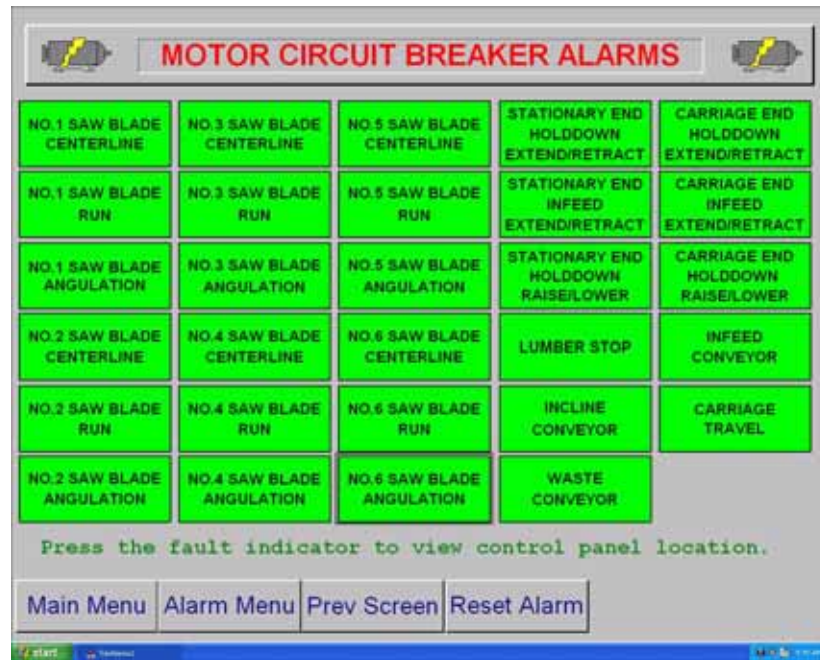 MOTOR CIRCUIT BREAKER ALARMS
NO.1 SAW BLADE
CENTERLINE
NO.3 SAW BLADE
CENTERLINE
NO.5 SAW BLADE
CENTERLINE
STATIONARY END
HOLDDOWN
EXTEND/RETRACT
CARRIAGE END
HOLDDOWN
EXTEND/RETRACT
NO.1 SAW BLADE
RUN
NO.3 SAW BLADE
RUN
NO.5 SAW BLADE
RUN
STATIONARY END
INFEED
EXTEND/RETRACT
CARRIAGE END
INFEED
EXTEND/RETRACT
NO.1 SAW BLADE
ANGULATION
NO.3 SAW BLADE
ANGULATION
NO.5 SAW BLADE
ANGULATION
STATIONARY END
HOLDDOWN
RAISE/LOWER
CARRIAGE END
HOLDDOWN
RAISE/LOWER
NO.2 SAW BLADE
CENTERLINE
NO.4 SAW BLADE
CENTERLINE
NO.6 SAW BLADE
CENTERLINE
LUMBER STOP
INFEED
CONVEYOR
NO.2 SAW BLADE
RUN
NO.4 SAW BLADE
RUN
NO.6 SAW BLADE
RUN
INCLINE
CONVEYOR
CARRIAGE
TRAVEL
NO.2 SAW BLADE
ANGULATION
NO.4 SAW BLADE
ANGULATION
NO.6 SAW BLADE
ANGULATION
WASTE
CONVEYOR
Press the fault indicator to view control panel location.
Main Menu
Alarm Menu
Prev Screen
Reset Alarm
start